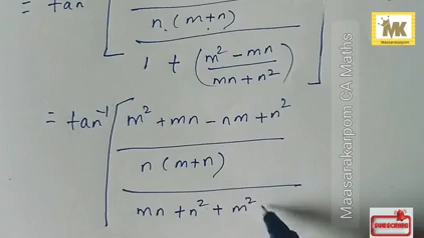 = tan [
n (m+n)
1 + (m² - mn
mn + n²)]
= tan⁻¹ [m² + mn - nm + n²
n (m+n)
mn + n² + m²
MK
Maasarakarpom
Maasarakarpom CA Maths
SUBSCRIBE